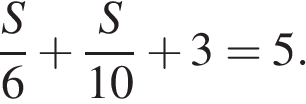 S/6 + S/10 + 3 = 5.